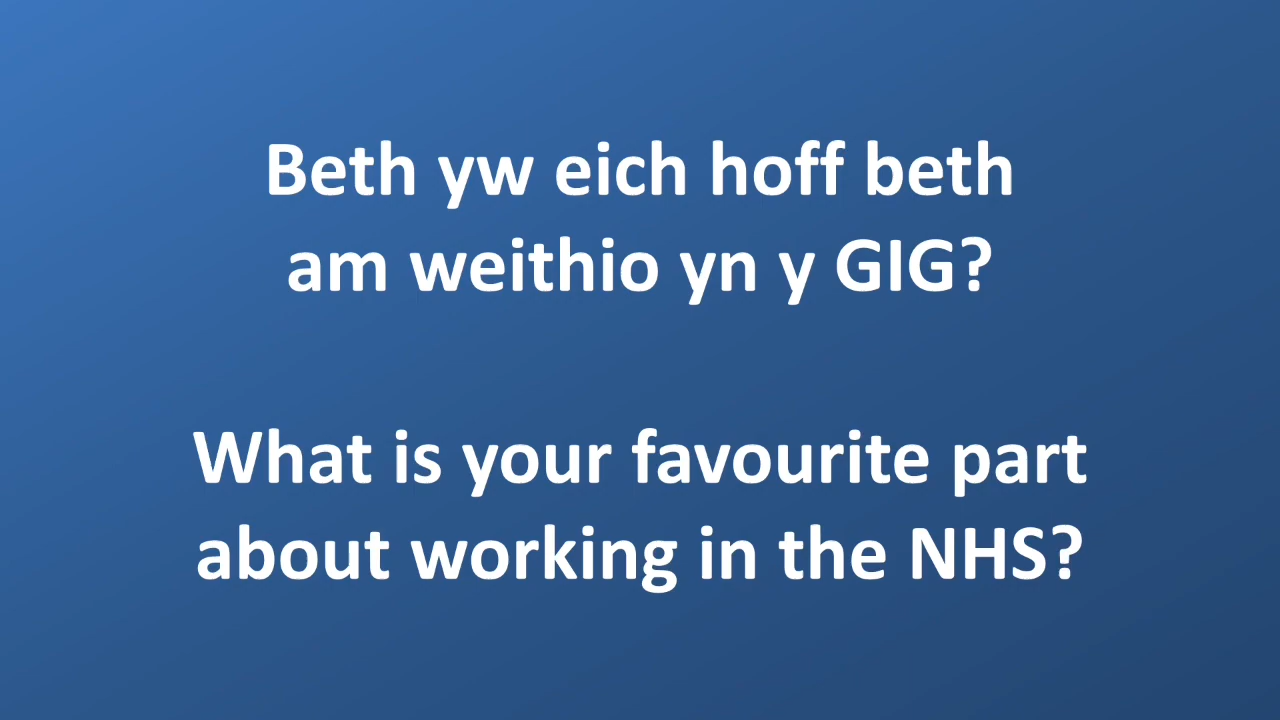 Beth yw eich hoff beth
am weithio yn y GIG?
What is your favourite part
about working in the NHS?